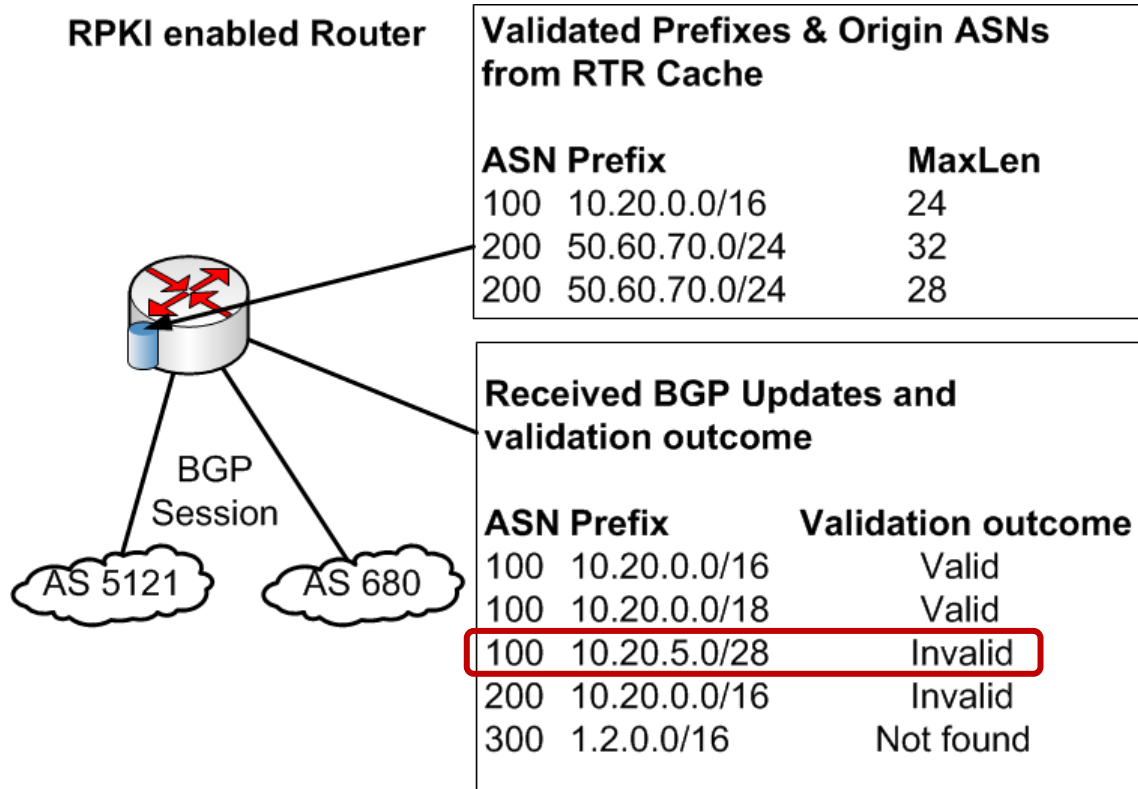 RPKI enabled Router
Validated Prefixes & Origin ASNs
from RTR Cache
ASN Prefix MaxLen
100 10.20.0.0/16 24
200 50.60.70.0/24 32
200 50.60.70.0/24 28
BGP
Session
AS 5121
AS 680
Received BGP Updates and
validation outcome
ASN Prefix Validation outcome
100 10.20.0.0/16 Valid
100 10.20.0.0/18 Valid
100 10.20.5.0/28 Invalid
200 10.20.0.0/16 Invalid
300 1.2.0.0/16 Not found